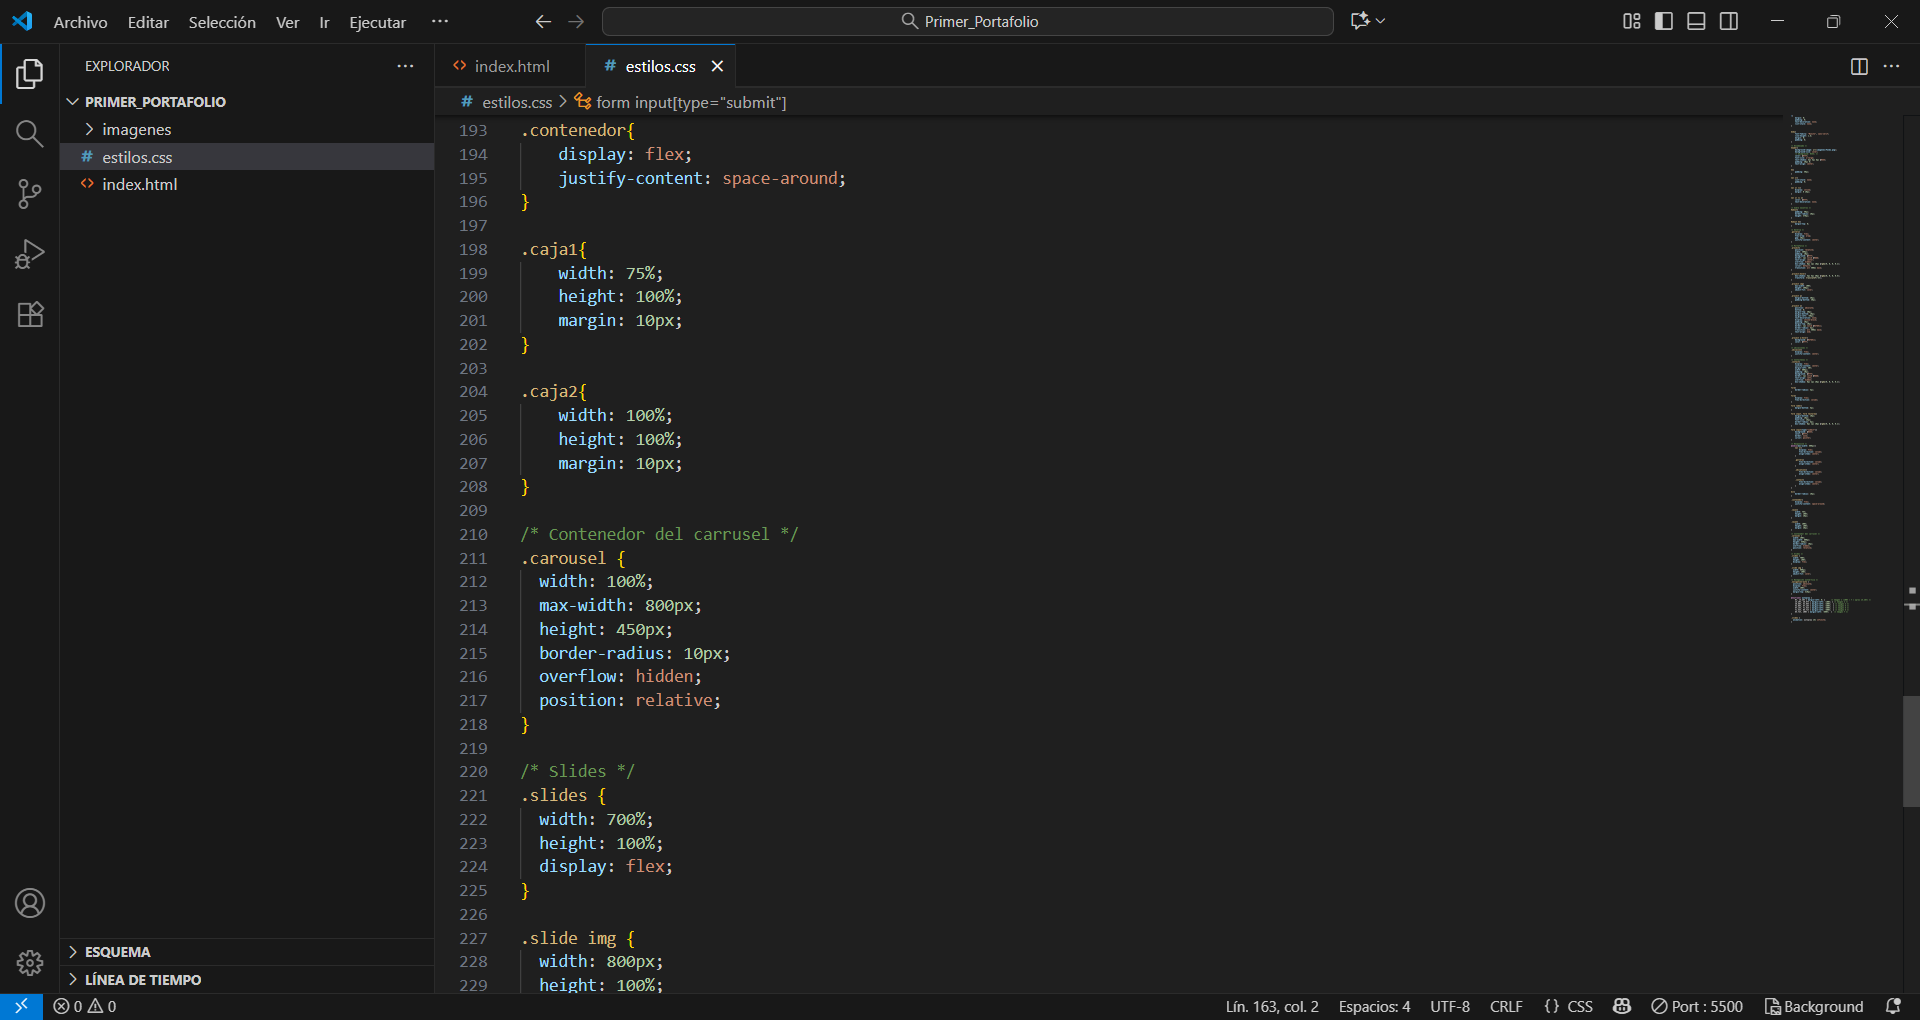 Archivo Editar Selección Ver Ir Ejecutar ···
Primer_Portafolio
EXPLORADOR
PRIMER_PORTAFOLIO
imagenes
# estilos.css
<> index.html
ESQUEMA
LÍNEA DE TIEMPO
<> index.html
# estilos.css
# estilos.css > form input[type="submit"]
193 .contenedor{
194 display: flex;
195 justify-content: space-around;
196 }
197
198 .caja1{
199 width: 75%;
200 height: 100%;
201 margin: 10px;
202 }
203
204 .caja2{
205 width: 100%;
206 height: 100%;
207 margin: 10px;
208 }
209
210 /* Contenedor del carrusel */
211 .carousel {
212 width: 100%;
213 max-width: 800px;
214 height: 450px;
215 border-radius: 10px;
216 overflow: hidden;
217 position: relative;
218 }
219
220 /* Slides */
221 .slides {
222 width: 700%;
223 height: 100%;
224 display: flex;
225 }
226
227 .slide img {
228 width: 800px;
229 height: 100%;
0 0 Lín. 163, col. 2 Espacios: 4 UTF-8 CRLF {} CSS Port : 5500 Background